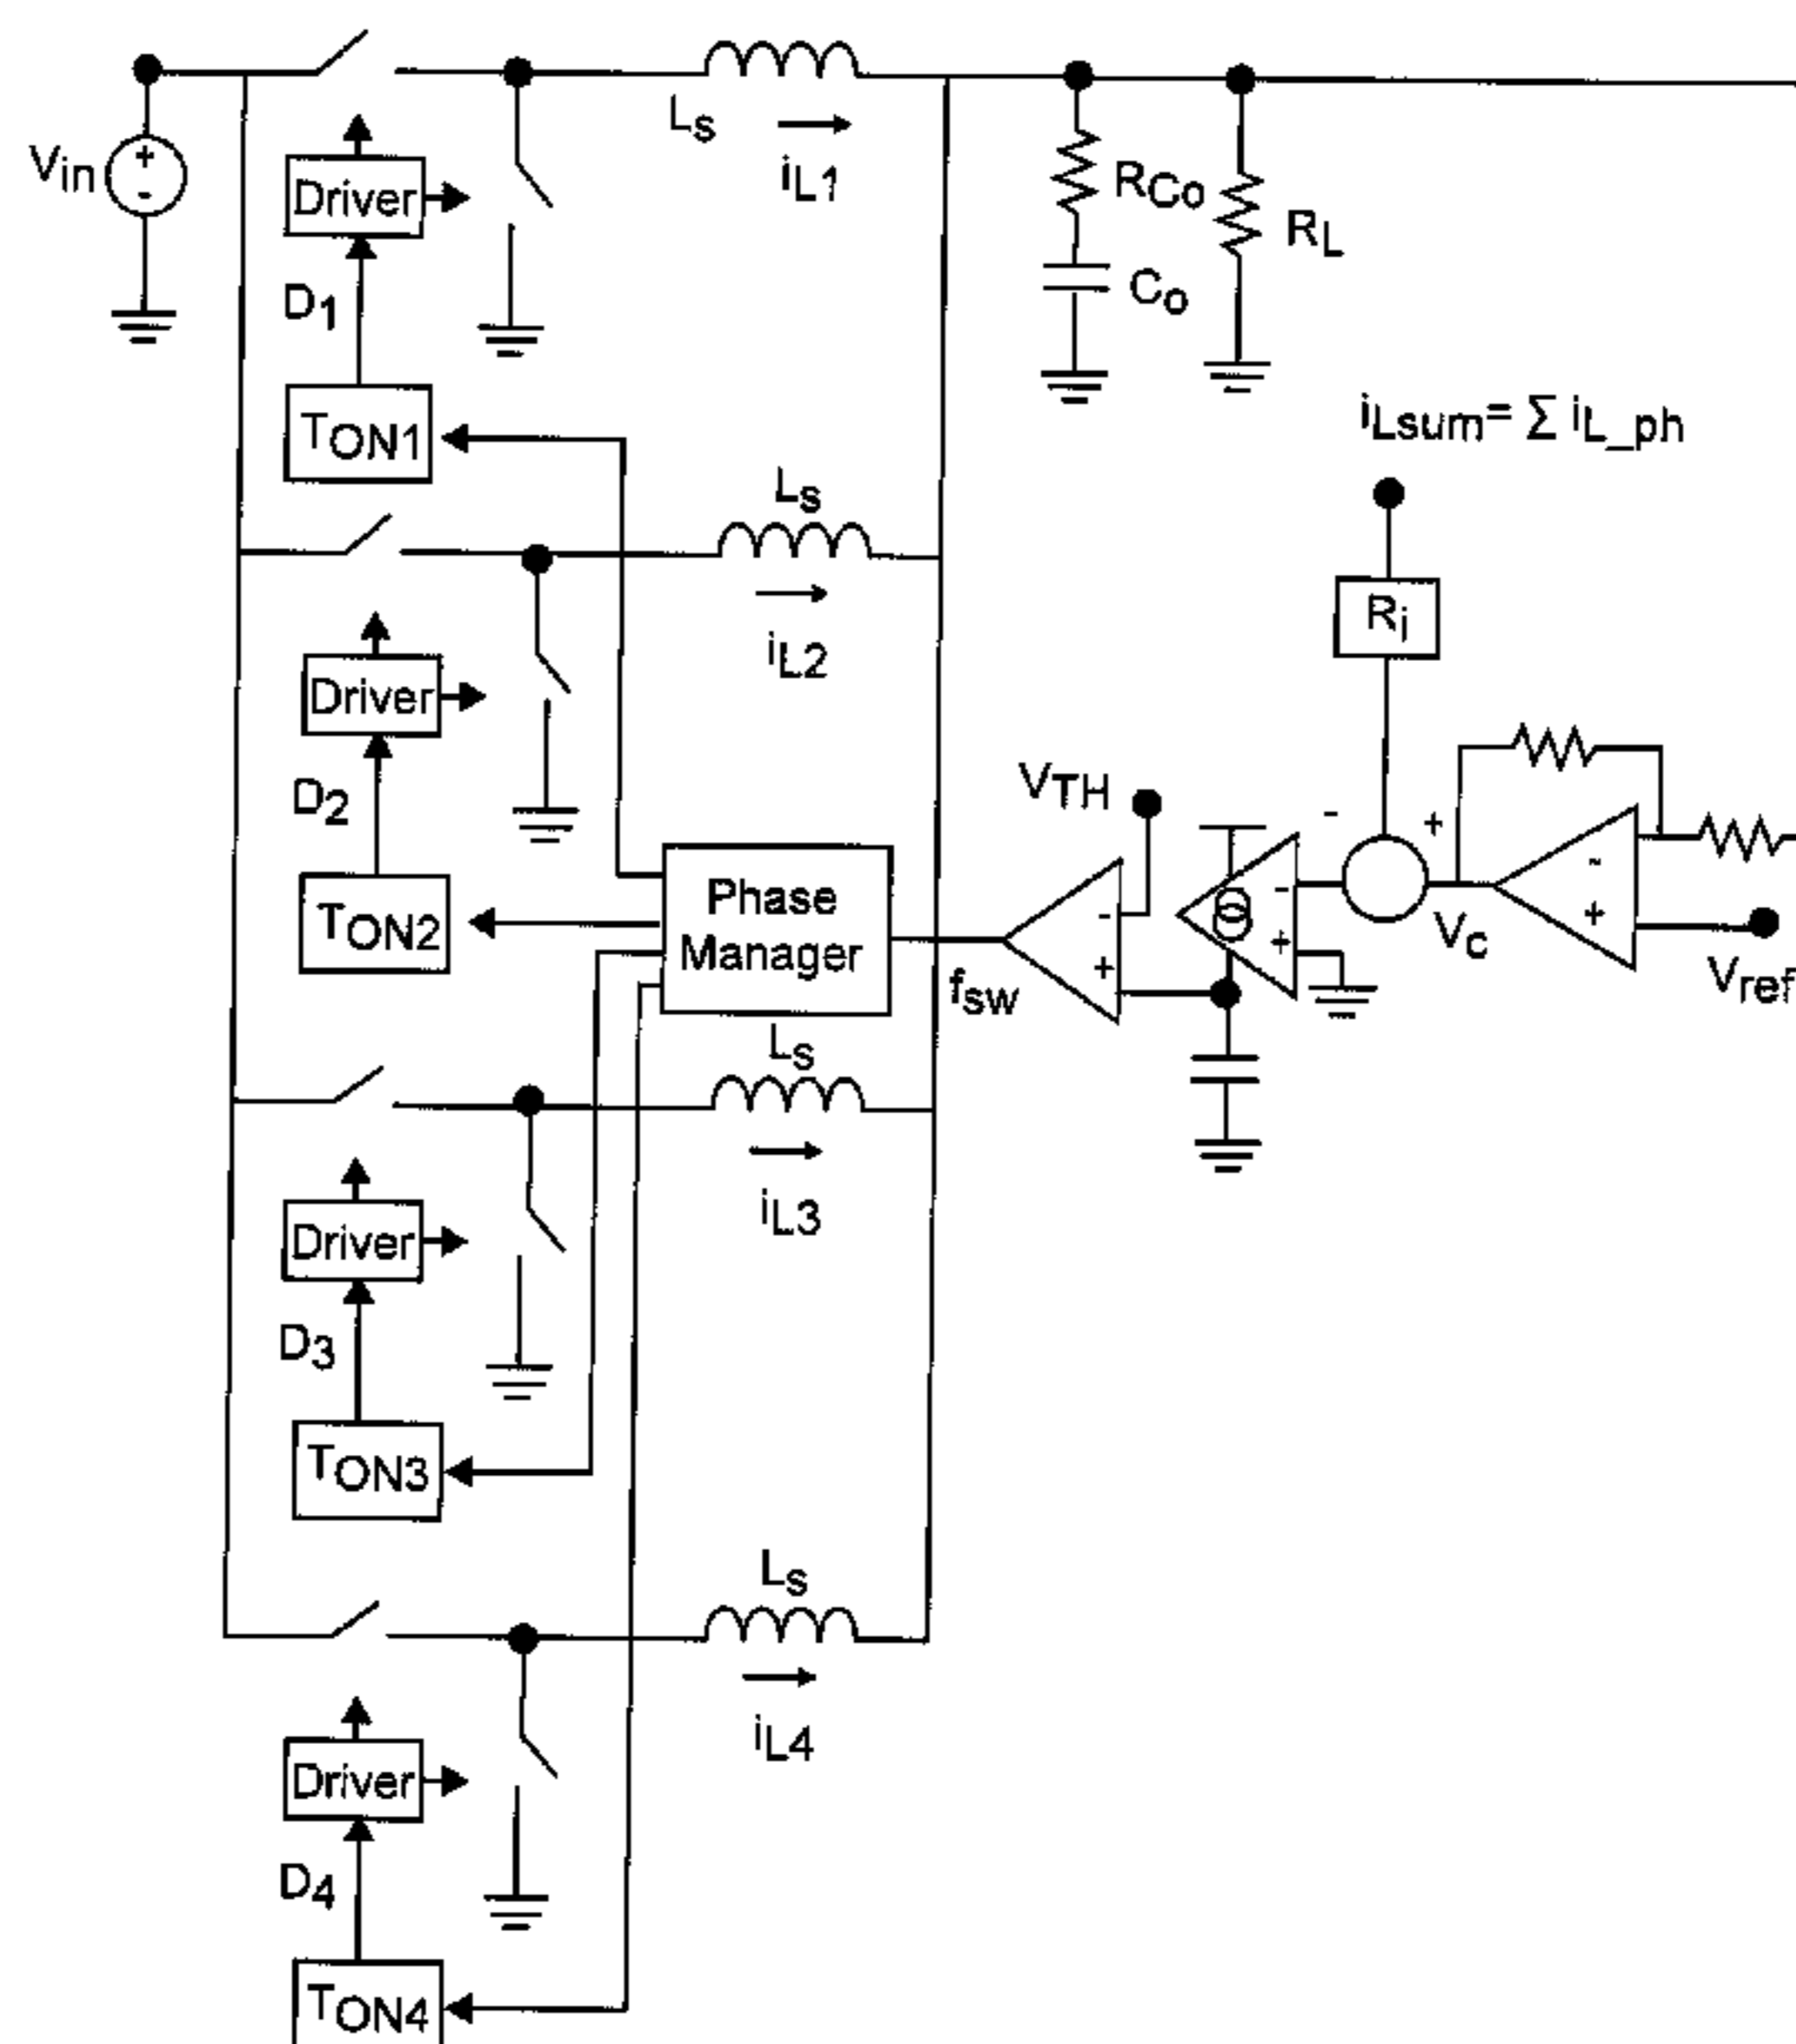 Vin
+
-
Driver
D1
TON1
Ls
iL1
RCo
Co
RL
iLsum= Σ iL_ph
Ri
Ls
iL2
Driver
D2
TON2
Phase
Manager
fsw
VTH
-
+
-
+
-
+
Vc
-
+
Vref
Ls
iL3
Driver
D3
TON3
Ls
iL4
Driver
D4
TON4